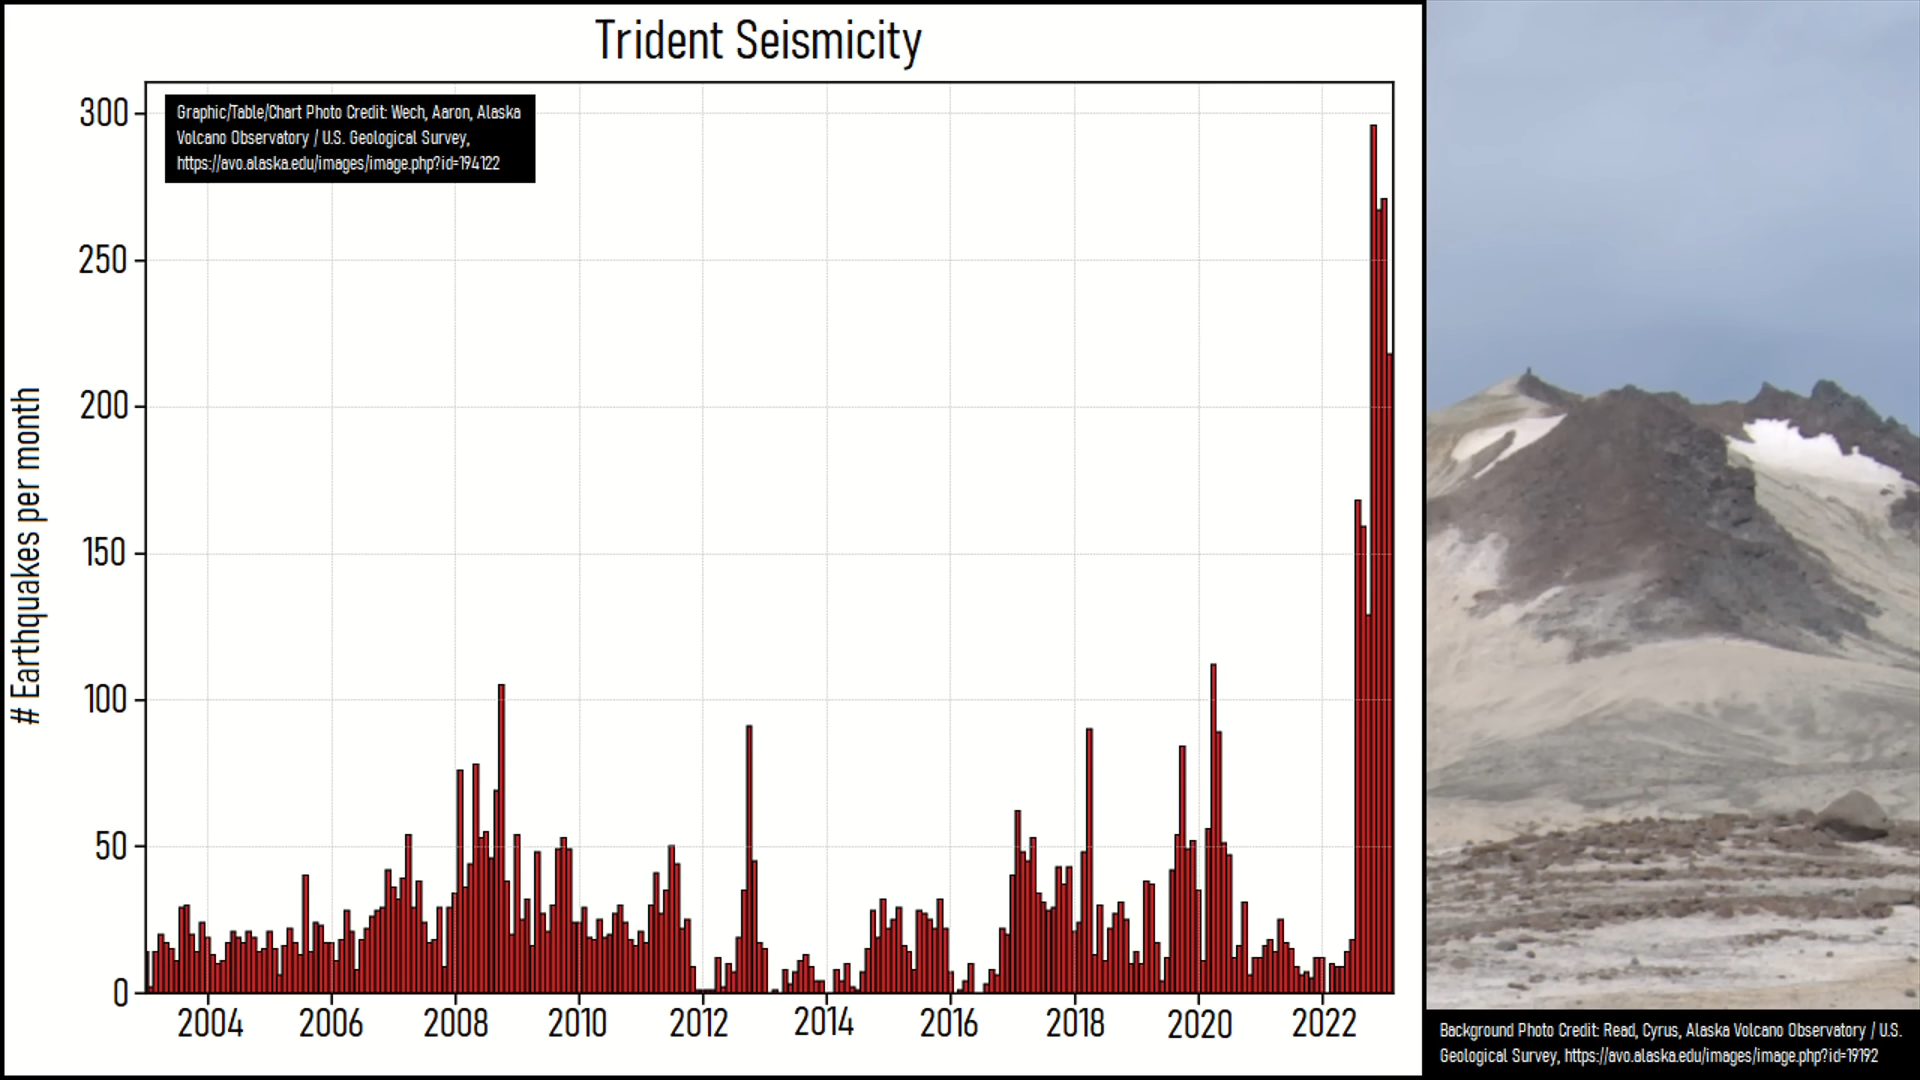 Trident Seismicity
Graphic/Table/Chart Photo Credit: Wech, Aaron, Alaska
Volcano Observatory / U.S. Geological Survey,
https://avo.alaska.edu/images/image.php?id=194122
# Earthquakes per month
300
250
200
150
100
50
0
2004 2006 2008 2010 2012 2014 2016 2018 2020 2022
Background Photo Credit: Read, Cyrus, Alaska Volcano Observatory / U.S.
Geological Survey, https://avo.alaska.edu/images/image.php?id=19192